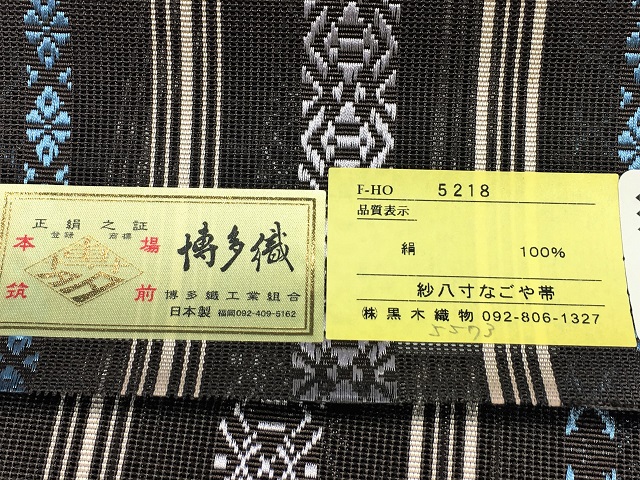 正絹之証
登録 商標
本場
筑前
博多織
博多織工業組合
日本製 福岡092-409-5162
F-HO 5218
品質表示
絹 100%
紗八寸なごや帯
㈱黒木織物 092-806-1327
5573